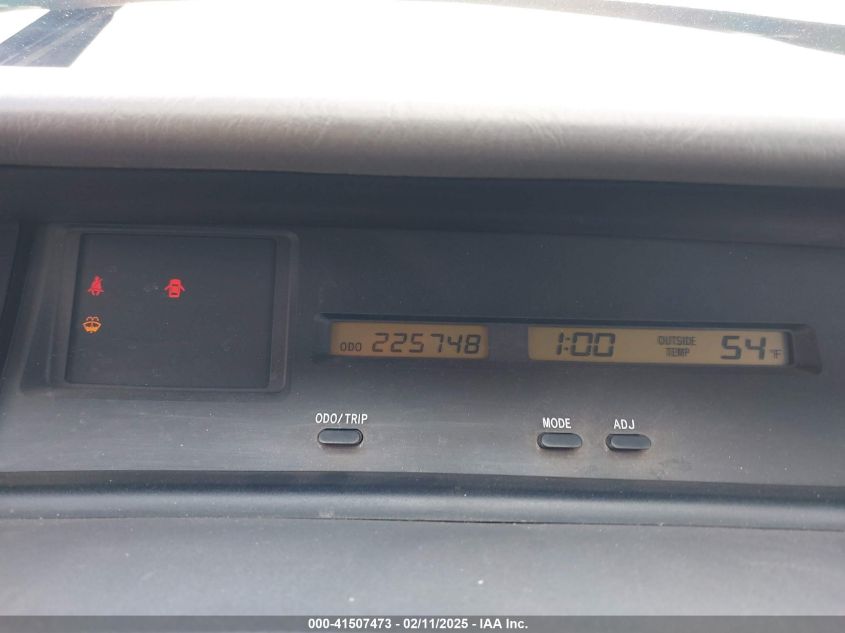 ODO 225748
1:00 OUTSIDE TEMP 54 °F
ODO/TRIP MODE ADJ
000-41507473 - 02/11/2025 - IAA Inc.